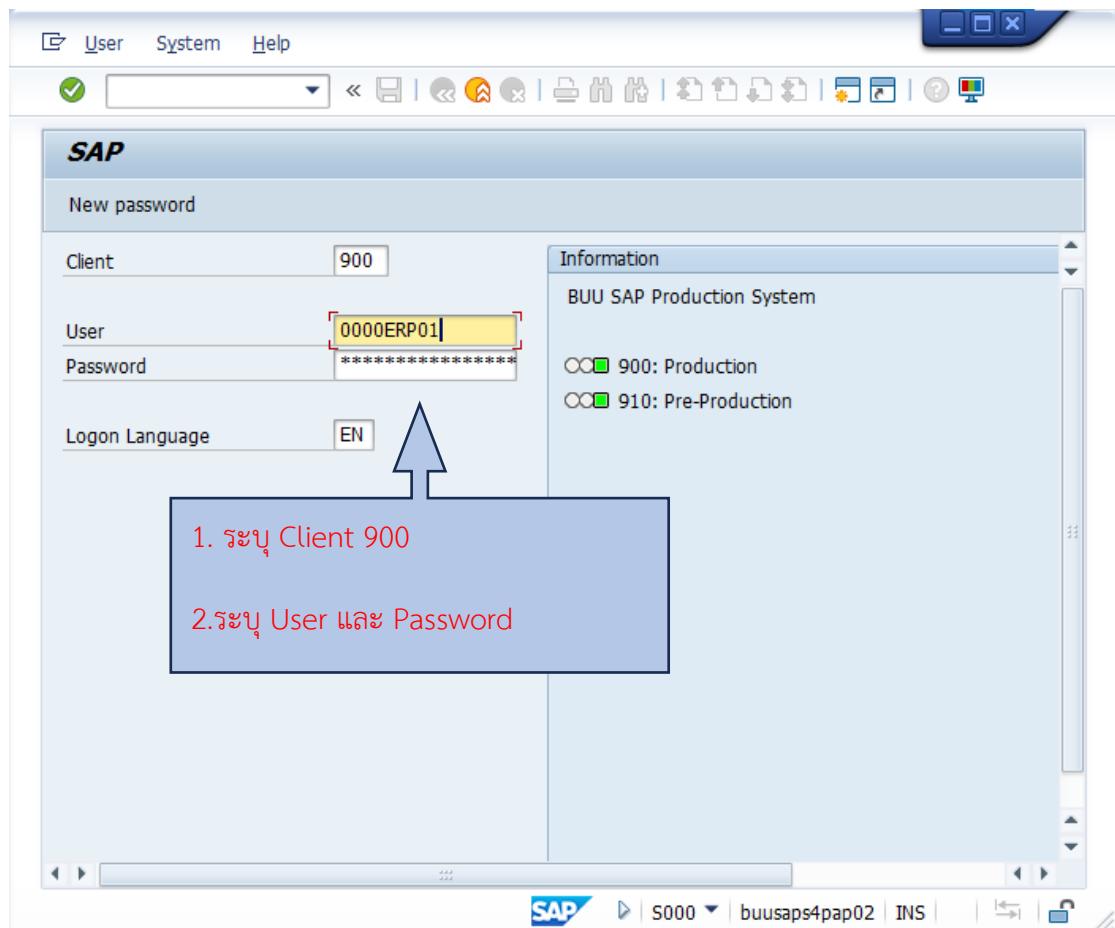 User System Help
SAP
New password
Client 900
Information
BUU SAP Production System
User 0000ERP01
Password ****************
900: Production
910: Pre-Production
Logon Language EN
1. ระบุ Client 900
2.ระบุ User และ Password
SAP S000 buusaps4pap02 INS